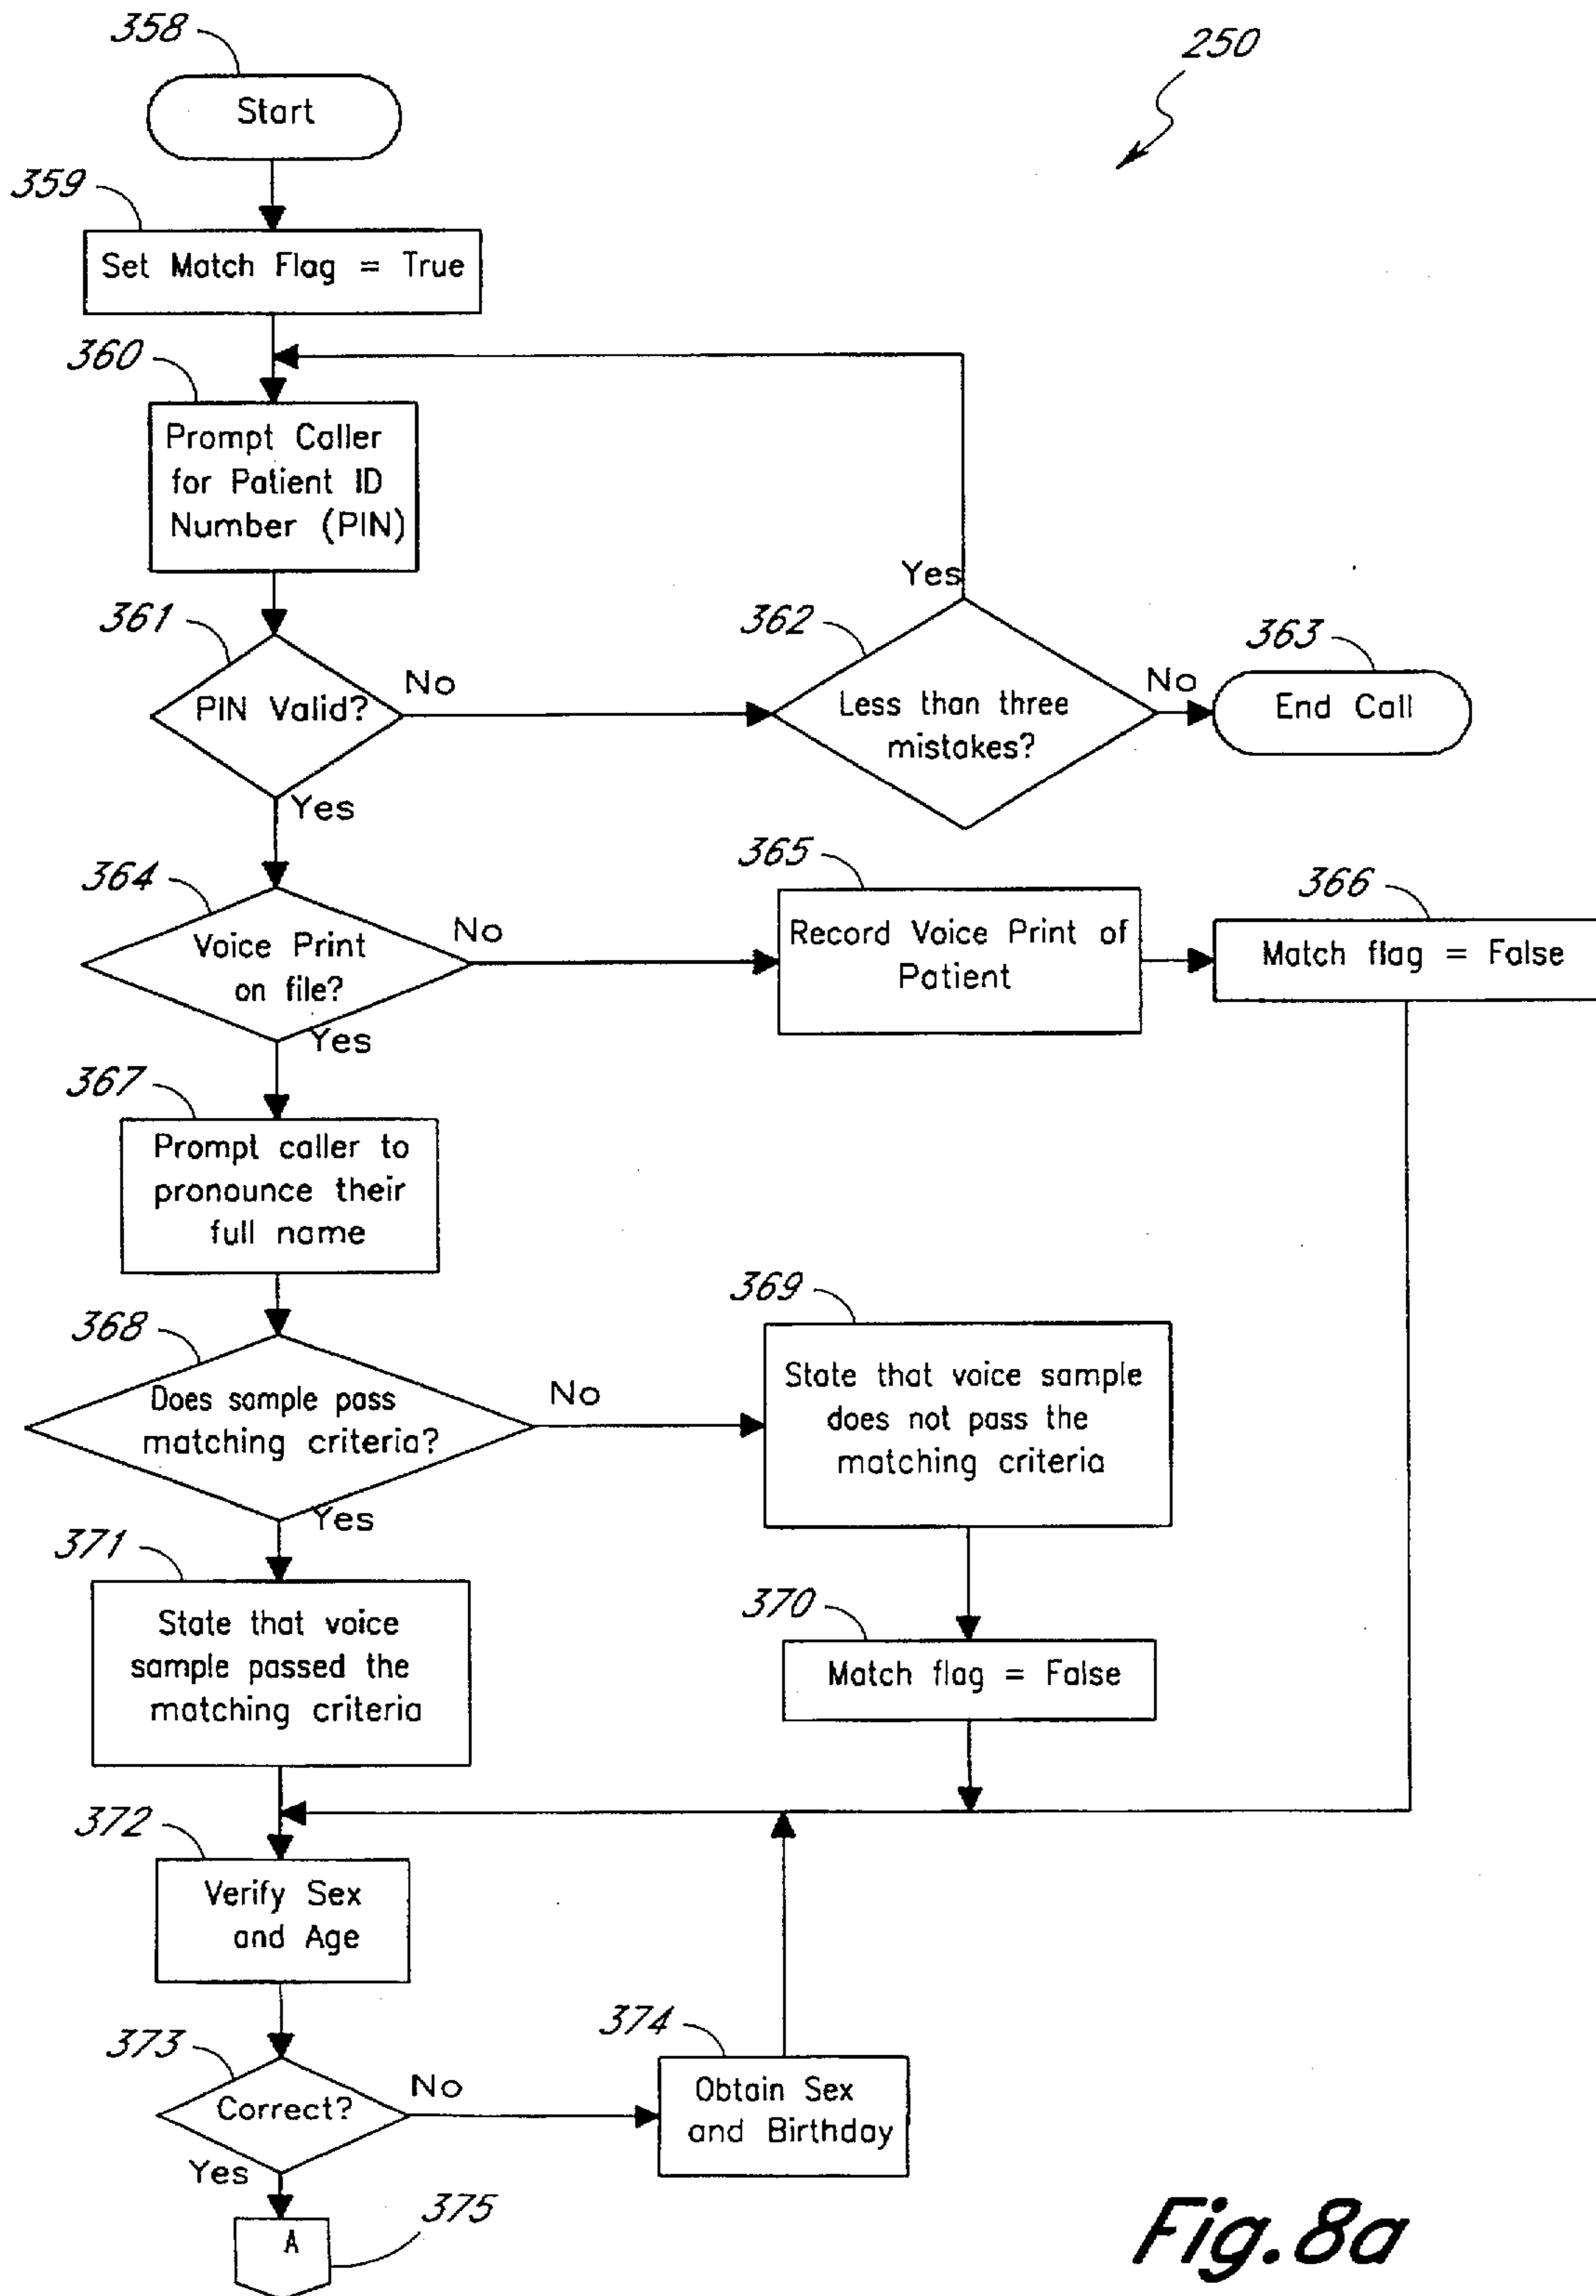 358
Start
250
359
Set Match Flag = True
360
Prompt Caller
for Patient ID
Number (PIN)
361
PIN Valid?
No
Yes
362
Less than three
mistakes?
Yes
No
363
End Call
364
Voice Print
on file?
No
Yes
365
Record Voice Print of
Patient
366
Match flag = False
367
Prompt caller to
pronounce their
full name
368
Does sample pass
matching criteria?
No
Yes
369
State that voice sample
does not pass the
matching criteria
370
Match flag = False
371
State that voice
sample passed the
matching criteria
372
Verify Sex
and Age
373
Correct?
No
Yes
374
Obtain Sex
and Birthday
375
A
Fig.8a